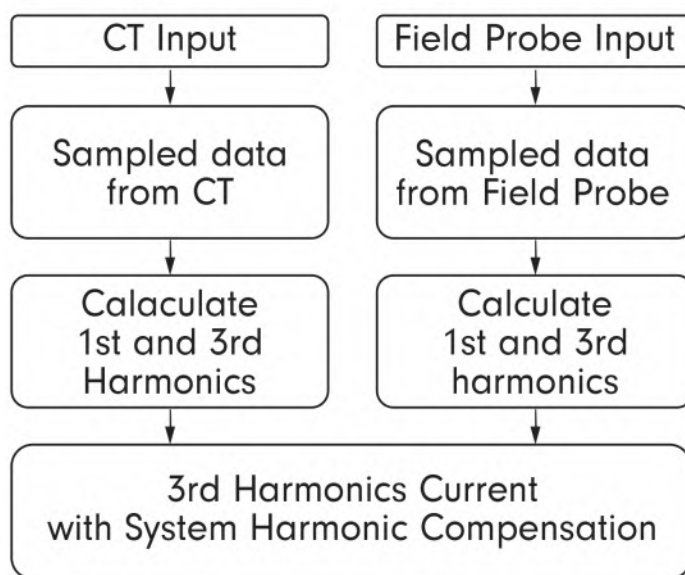 CT Input
Field Probe Input
Sampled data
from CT
Sampled data
from Field Probe
Calaculate
1st and 3rd
Harmonics
Calculate
1st and 3rd
harmonics
3rd Harmonics Current
with System Harmonic Compensation